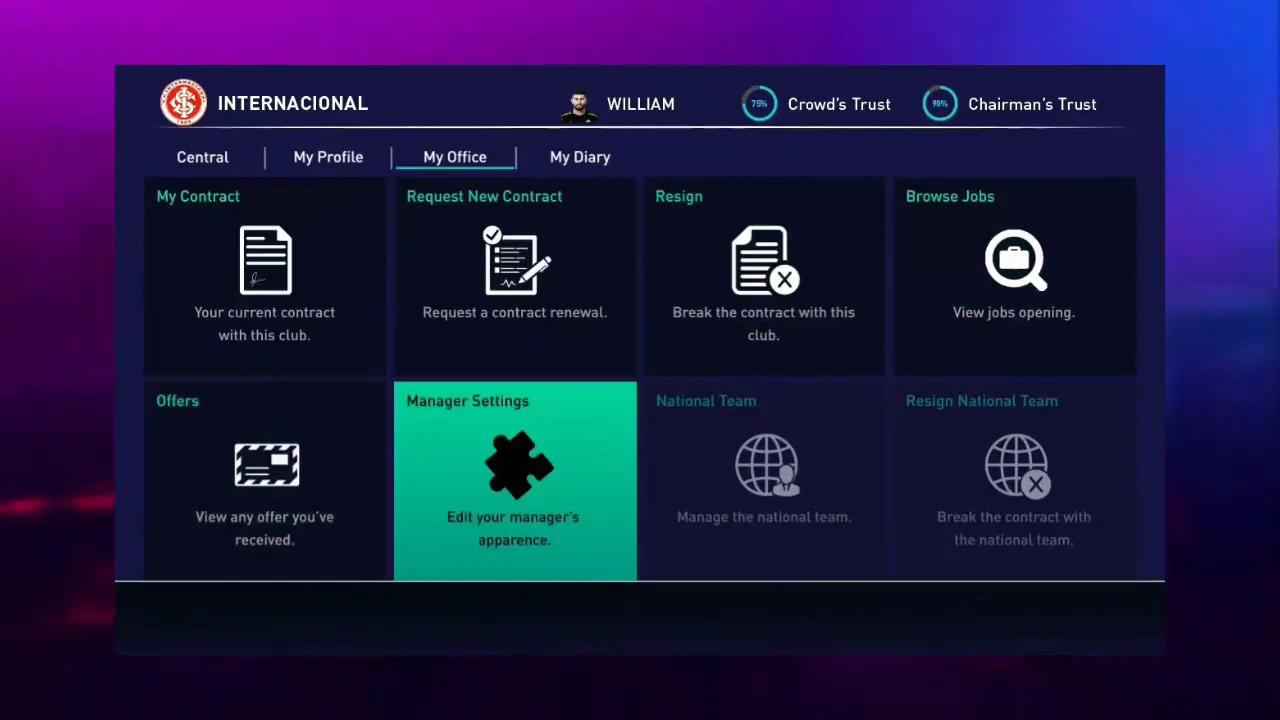 INTERNACIONAL
WILLIAM
75%
Crowd's Trust
90%
Chairman's Trust
Central
My Profile
My Office
My Diary
My Contract
Your current contract
with this club.
Request New Contract
Request a contract renewal.
Resign
Break the contract with this
club.
Browse Jobs
View jobs opening.
Offers
View any offer you've
received.
Manager Settings
Edit your manager's
apparence.
National Team
Manage the national team.
Resign National Team
Break the contract with
the national team.